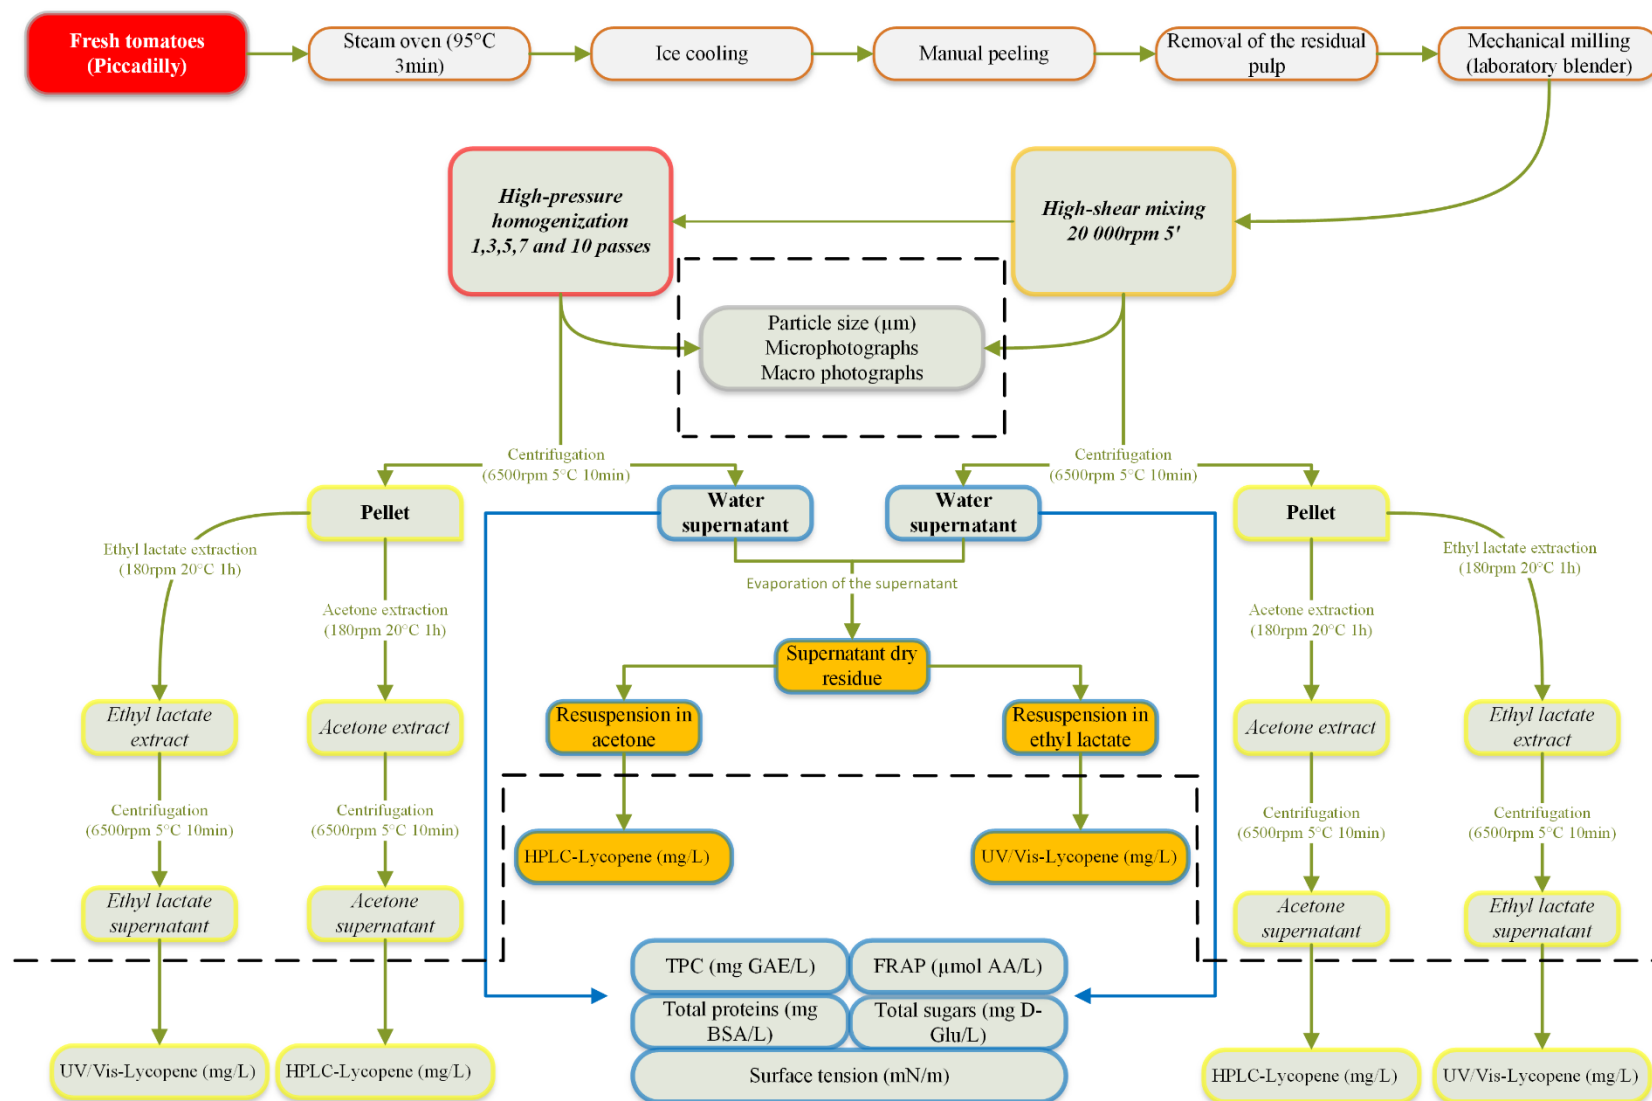 Fresh tomatoes
(Piccadilly)
Steam oven (95°C
3min)
Ice cooling
Manual peeling
Removal of the residual
pulp
Mechanical milling
(laboratory blender)
High-pressure
homogenization
1,3,5,7 and 10 passes
High-shear mixing
20 000rpm 5'
Particle size (µm)
Microphotographs
Macro photographs
Centrifugation
(6500rpm 5°C 10min)
Centrifugation
(6500rpm 5°C 10min)
Pellet
Water
supernatant
Water
supernatant
Pellet
Ethyl lactate extraction
(180rpm 20°C 1h)
Acetone extraction
(180rpm 20°C 1h)
Evaporation of the supernatant
Acetone extraction
(180rpm 20°C 1h)
Ethyl lactate extraction
(180rpm 20°C 1h)
Supernatant dry
residue
Ethyl lactate
extract
Acetone extract
Resuspension in
acetone
Resuspension in
ethyl lactate
Acetone extract
Ethyl lactate
extract
Centrifugation
(6500rpm 5°C 10min)
Centrifugation
(6500rpm 5°C 10min)
HPLC-Lycopene (mg/L)
UV/Vis-Lycopene (mg/L)
Centrifugation
(6500rpm 5°C 10min)
Centrifugation
(6500rpm 5°C 10min)
Ethyl lactate
supernatant
Acetone
supernatant
Acetone
supernatant
Ethyl lactate
supernatant
TPC (mg GAE/L)
FRAP (µmol AA/L)
Total proteins (mg
BSA/L)
Total sugars (mg D-
Glu/L)
Surface tension (mN/m)
UV/Vis-Lycopene (mg/L)
HPLC-Lycopene (mg/L)
HPLC-Lycopene (mg/L)
UV/Vis-Lycopene (mg/L)